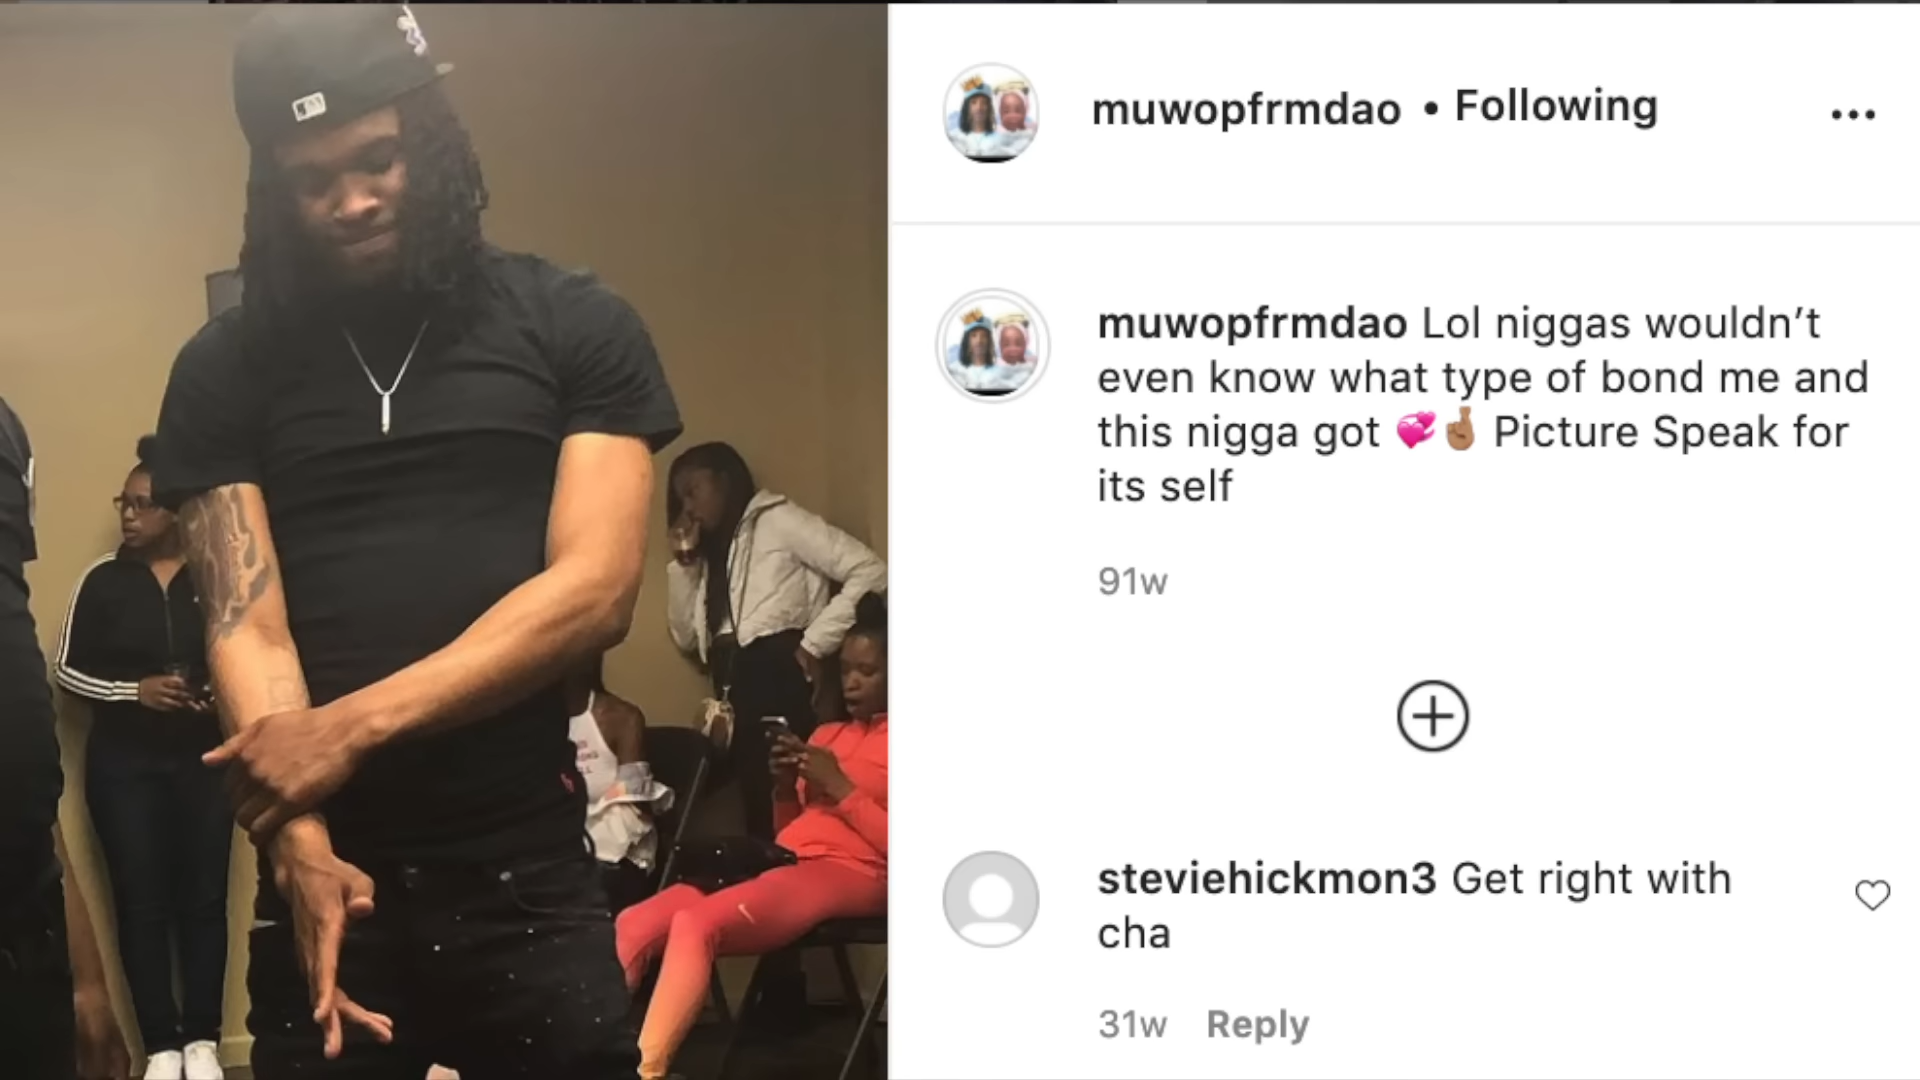 muwopfrmdao • Following
muwopfrmdao Lol niggas wouldn't
even know what type of bond me and
this nigga got 💞🤞🏽 Picture Speak for
its self
91w
steviehickmon3 Get right with
cha
31w Reply